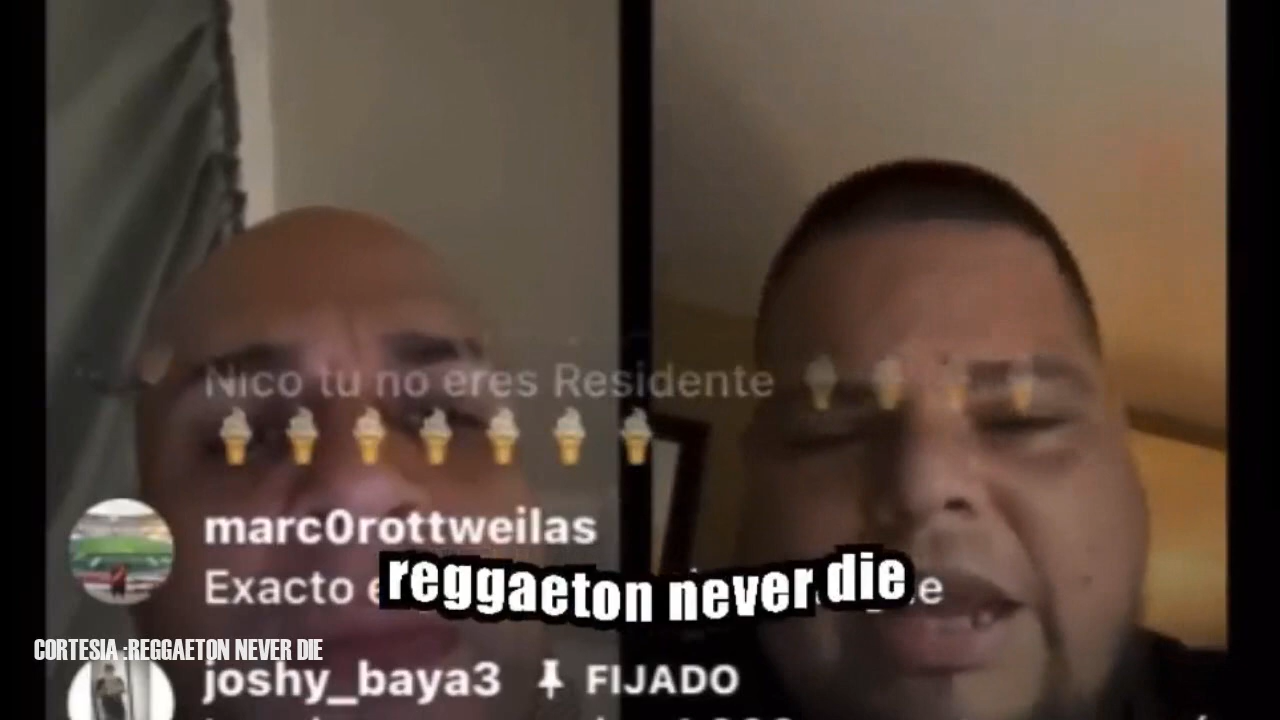 Nico tu no eres Residente 🍦🍦🍦🍦
🍦🍦🍦🍦🍦🍦🍦
marc0rottweilas
Exacto
reggaeton never die
CORTESIA :REGGAETON NEVER DIE
joshy_baya3 📌 FIJADO